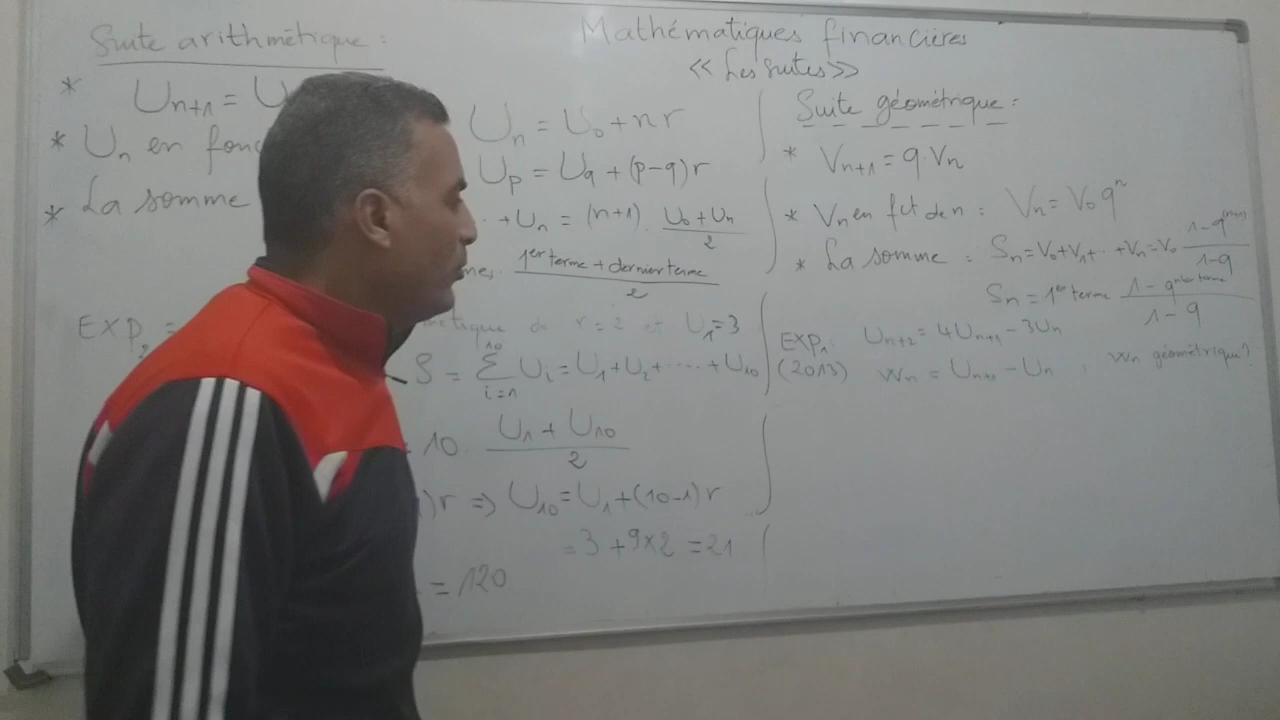 Mathématiques financières
<< Les suites >>
Suite arithmétique :
* Un+1 = U
* Un en fonc
Un = U0 + nr
Up = Uq + (p-q)r
* La somme
+Un = (n+1) . (U0 + Un)/2
mes. (1er terme + dernier terme)/2
EXP2 =
métique de r = 2 et U1 = 3
S = Σ(i=1 → 10) Ui = U1 + U2 + ..... + U10
= 10. (U1 + U10)/2
)r => U10 = U1 + (10-1)r
= 3 + 9x2 = 21
= 120
Suite géométrique :
* Vn+1 = q.Vn
* Vn en fct de n : Vn = V0 q^n
* La somme : Sn = V0 + V1 + .. + Vn = V0 (1-q^(n+1))/(1-q)
Sn = 1er terme (1 - q^nbr terme)/(1-q)
EXP1 : Un+2 = 4Un+1 - 3Un
(2013) Wn = Un+1 - Un , Wn géométrique ?